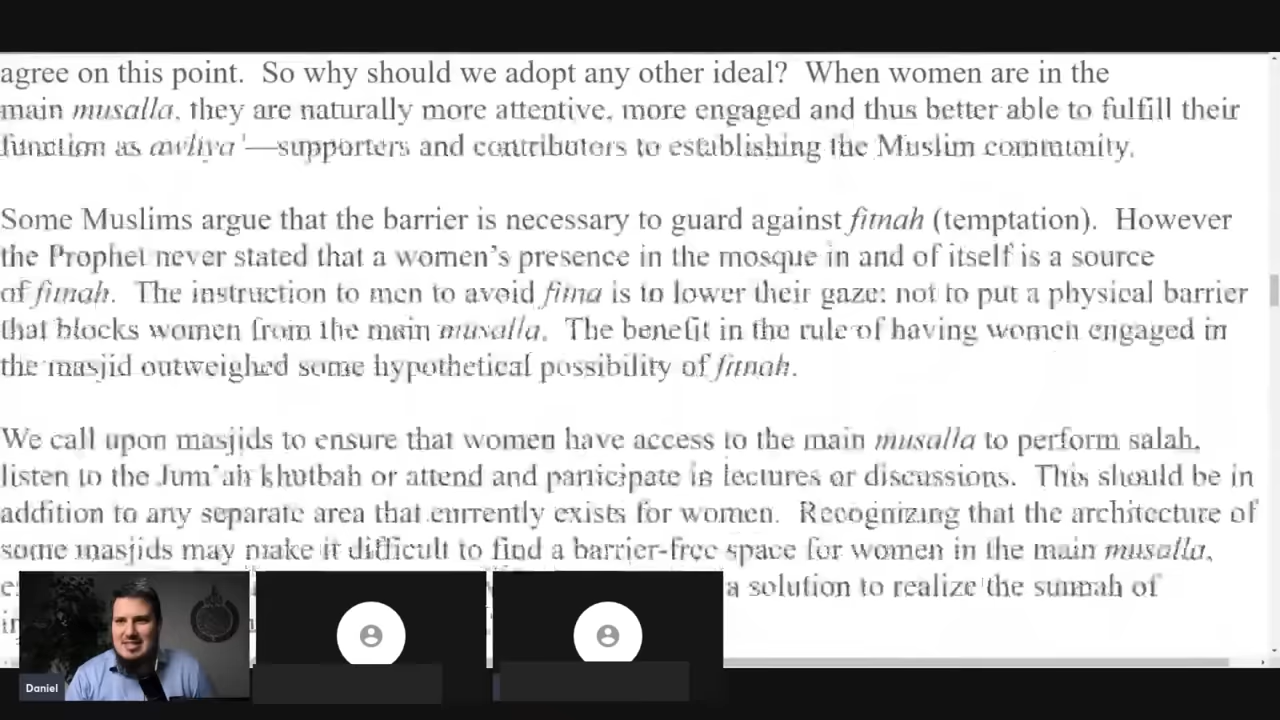 agree on this point.  So why should we adopt any other ideal?  When women are in the
main musalla, they are naturally more attentive, more engaged and thus better able to fulfill their
function as awliya'—supporters and contributors to establishing the Muslim community.
Some Muslims argue that the barrier is necessary to guard against fitnah (temptation).  However
the Prophet never stated that a women’s presence in the mosque in and of itself is a source
of fitnah.  The instruction to men to avoid fitna is to lower their gaze: not to put a physical barrier
that blocks women from the main musalla.  The benefit in the rule of having women engaged in
the masjid outweighed some hypothetical possibility of fitnah.
We call upon masjids to ensure that women have access to the main musalla to perform salah,
listen to the Jum‘ah khutbah or attend and participate in lectures or discussions.  This should be in
addition to any separate area that currently exists for women.  Recognizing that the architecture of
some masjids may make it difficult to find a barrier-free space for women in the main musalla,
a solution to realize the sunnah of
Daniel